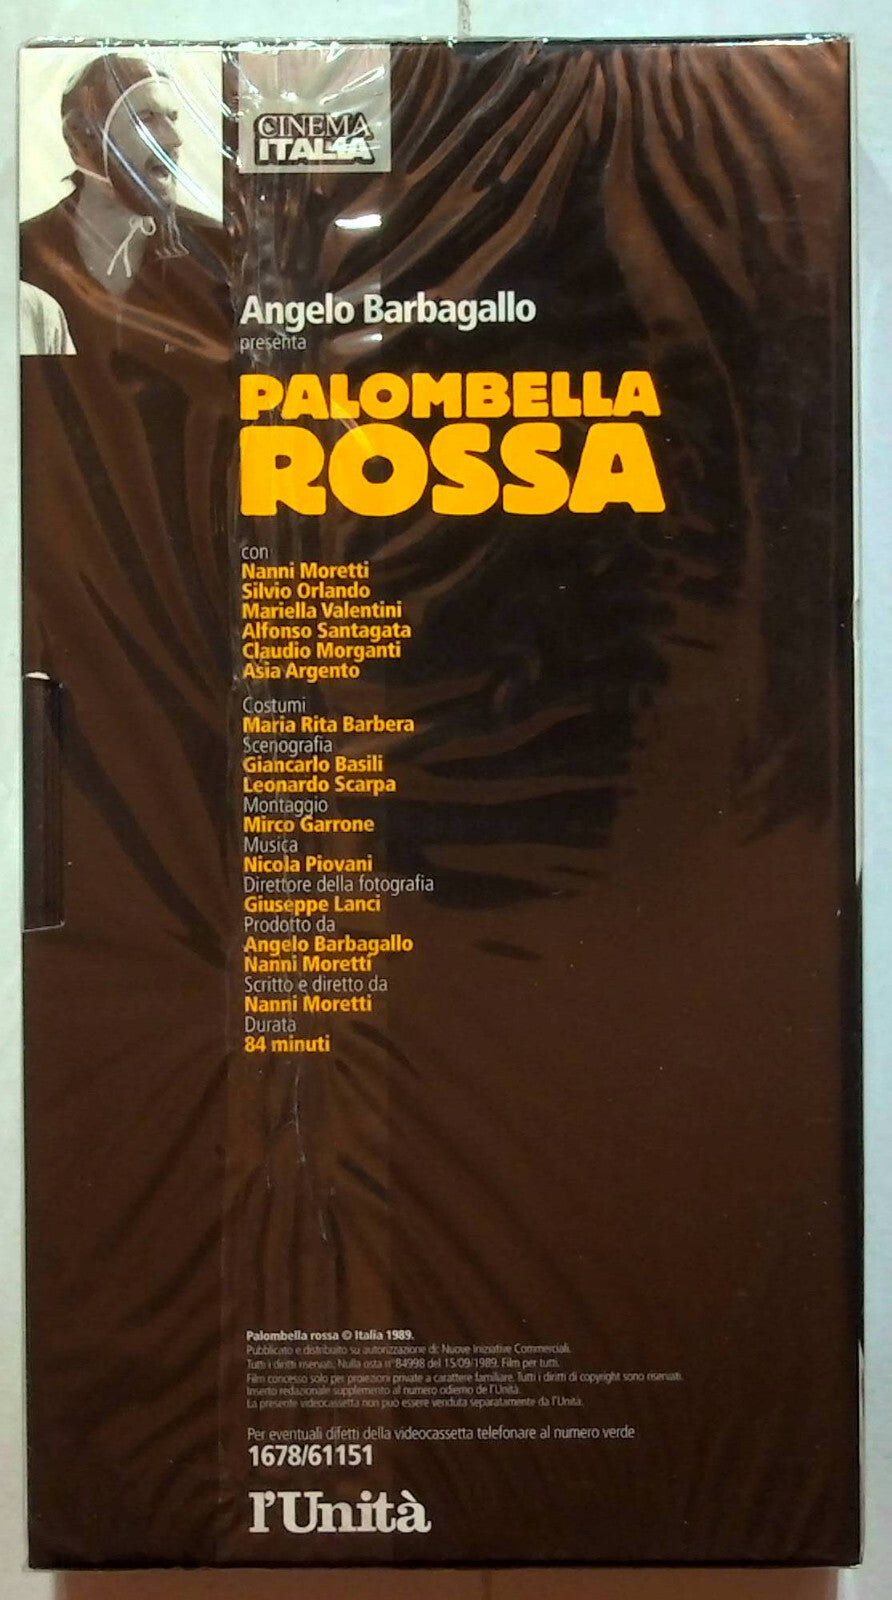 CINEMA
ITALIA
Angelo Barbagallo
presenta
PALOMBELLA
ROSSA
con
Nanni Moretti
Silvio Orlando
Mariella Valentini
Alfonso Santagata
Claudio Morganti
Asia Argento
Costumi
Maria Rita Barbera
Scenografia
Giancarlo Basili
Leonardo Scarpa
Montaggio
Mirco Garrone
Musica
Nicola Piovani
Direttore della fotografia
Giuseppe Lanci
Prodotto da
Angelo Barbagallo
Nanni Moretti
Scritto e diretto da
Nanni Moretti
Durata
84 minuti
Palombella rossa © Italia 1989.
Pubblicato e distribuito su autorizzazione di: Nuove Iniziative Commerciali.
Tutti i diritti riservati. Nulla osta n° 84998 del 15/09/1989. Film per tutti.
Film concesso solo per proiezioni private a carattere familiare. Tutti i diritti di copyright sono riservati.
Inserto redazionale supplemento al numero odierno de l'Unità.
La presente videocassetta non può essere venduta separatamente da l'Unità.
Per eventuali difetti della videocassetta telefonare al numero verde
1678/61151
l'Unità